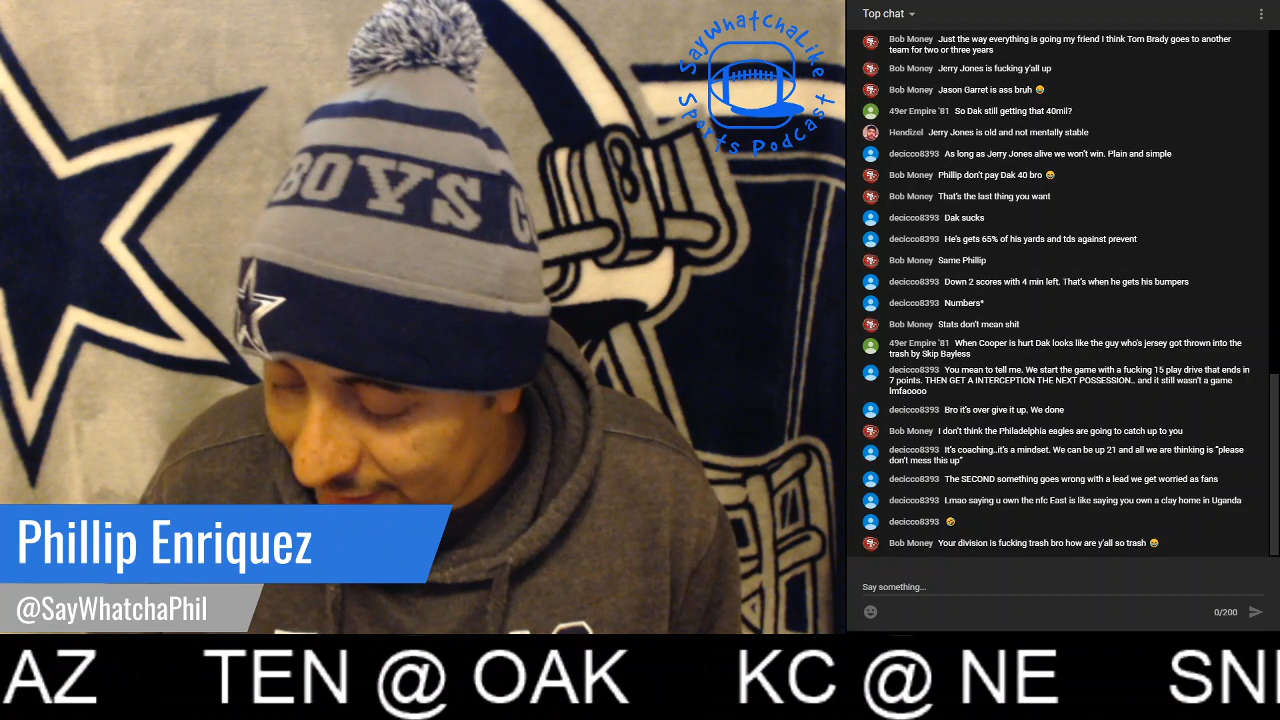 SayWhatChaLike
Sports Podcast
BOYS C
Phillip Enriquez
@SayWhatchaPhil
Top chat
Bob Money Just the way everything is going my friend I think Tom Brady goes to another
team for two or three years
Bob Money Jerry Jones is fucking y'all up
Bob Money Jason Garret is ass bruh 😆
49er Empire '81 So Dak still getting that 40mil?
Hendizel Jerry Jones is old and not mentally stable
decicco8393 As long as Jerry Jones alive we won't win. Plain and simple
Bob Money Phillip don't pay Dak 40 bro 😆
Bob Money That's the last thing you want
decicco8393 Dak sucks
decicco8393 He's gets 65% of his yards and tds against prevent
Bob Money Same Phillip
decicco8393 Down 2 scores with 4 min left. That's when he gets his bumpers
decicco8393 Numbers*
Bob Money Stats don't mean shit
49er Empire '81 When Cooper is hurt Dak looks like the guy who's jersey got thrown into the
trash by Skip Bayless
decicco8393 You mean to tell me. We start the game with a fucking 15 play drive that ends in
7 points. THEN GET A INTERCEPTION THE NEXT POSSESSION.. and it still wasn't a game
lmfaoooo
decicco8393 Bro it's over give it up. We done
Bob Money I don't think the Philadelphia eagles are going to catch up to you
decicco8393 It's coaching..it's a mindset. We can be up 21 and all we are thinking is "please
don't mess this up"
decicco8393 The SECOND something goes wrong with a lead we get worried as fans
decicco8393 Lmao saying u own the nfc East is like saying you own a clay home in Uganda
decicco8393 🤣
Bob Money Your division is fucking trash bro how are y'all so trash 😆
Say something...
0/200
AZ TEN @ OAK KC @ NE SN